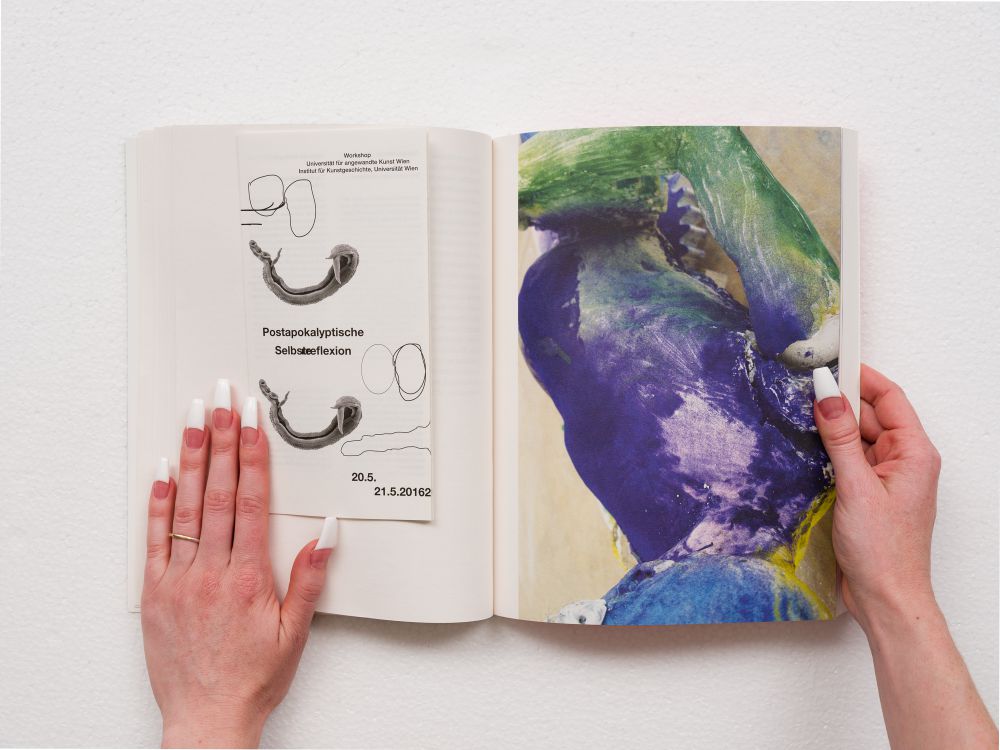 Workshop
Universität für angewandte Kunst Wien
Institut für Kunstgeschichte, Universität Wien
Postapokalyptische
Selbstreflexion
20.5.
21.5.20162